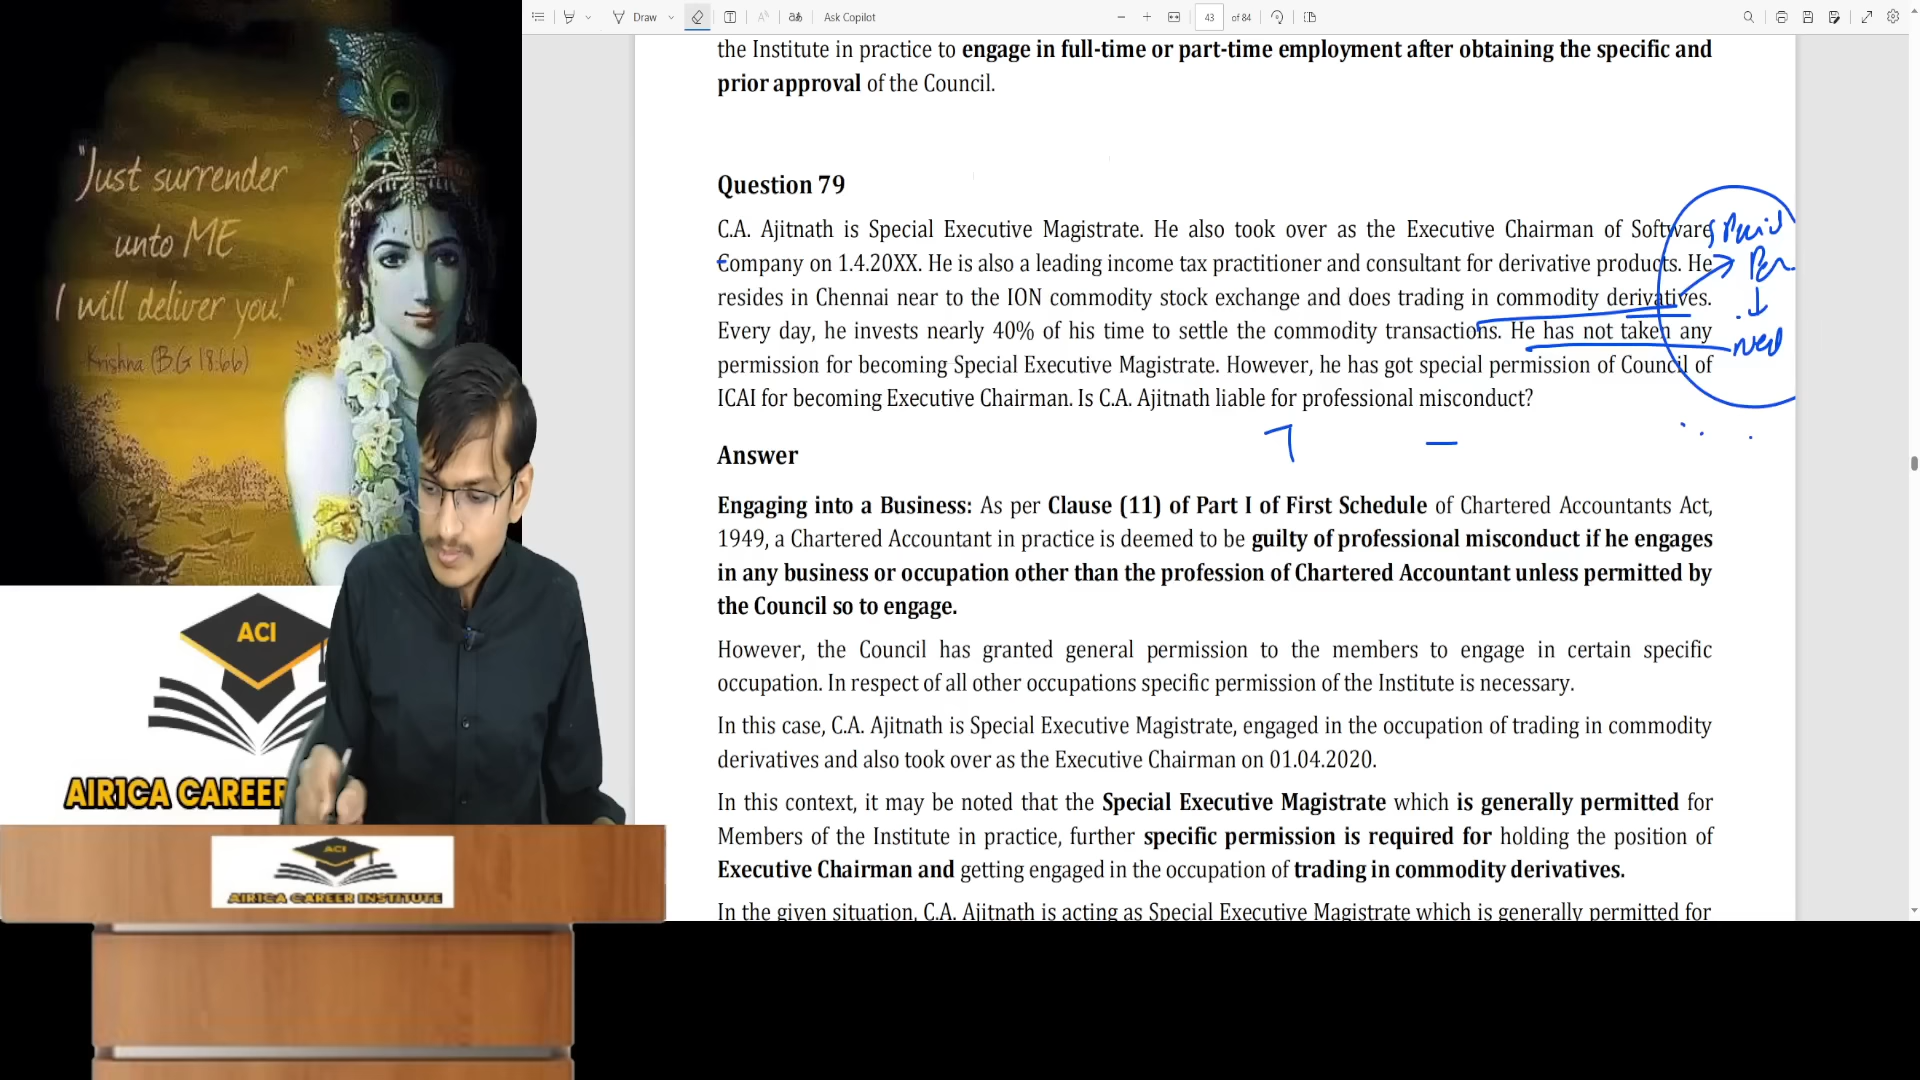 "Just surrender
unto ME
I will deliver you!"
Krishna (B.G 18:66)
ACI
AIR1CA CAREER
ACI
AIR1CA CAREER INSTITUTE
Draw
Ask Copilot
43
of 84
the Institute in practice to engage in full-time or part-time employment after obtaining the specific and
prior approval of the Council.
Question 79
C.A. Ajitnath is Special Executive Magistrate. He also took over as the Executive Chairman of Software
Company on 1.4.20XX. He is also a leading income tax practitioner and consultant for derivative products. He
resides in Chennai near to the ION commodity stock exchange and does trading in commodity derivatives.
Every day, he invests nearly 40% of his time to settle the commodity transactions. He has not taken any
permission for becoming Special Executive Magistrate. However, he has got special permission of Council of
ICAI for becoming Executive Chairman. Is C.A. Ajitnath liable for professional misconduct?
Answer
Engaging into a Business: As per Clause (11) of Part I of First Schedule of Chartered Accountants Act,
1949, a Chartered Accountant in practice is deemed to be guilty of professional misconduct if he engages
in any business or occupation other than the profession of Chartered Accountant unless permitted by
the Council so to engage.
However, the Council has granted general permission to the members to engage in certain specific
occupation. In respect of all other occupations specific permission of the Institute is necessary.
In this case, C.A. Ajitnath is Special Executive Magistrate, engaged in the occupation of trading in commodity
derivatives and also took over as the Executive Chairman on 01.04.2020.
In this context, it may be noted that the Special Executive Magistrate which is generally permitted for
Members of the Institute in practice, further specific permission is required for holding the position of
Executive Chairman and getting engaged in the occupation of trading in commodity derivatives.
In the given situation, C.A. Ajitnath is acting as Special Executive Magistrate which is generally permitted for